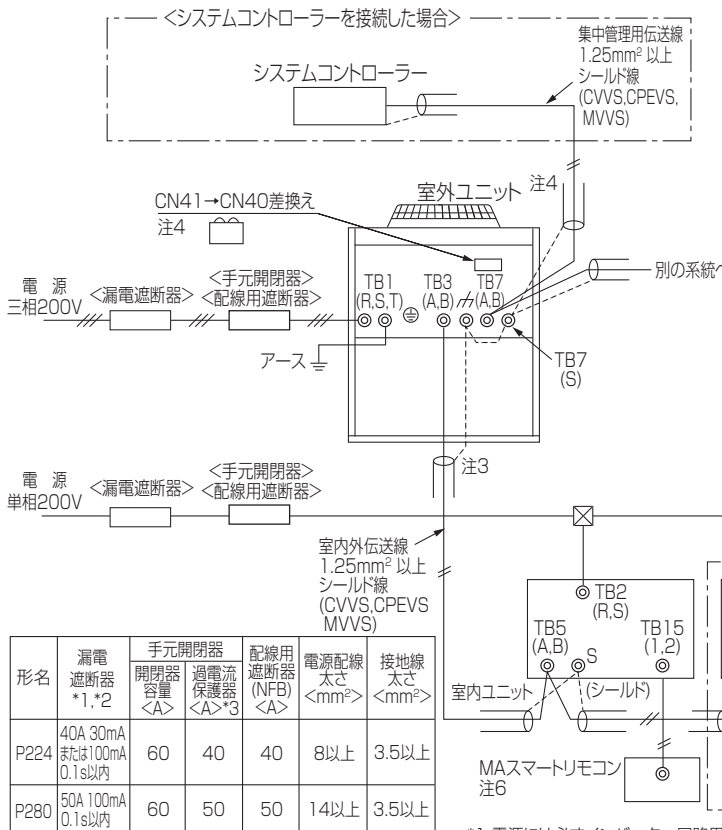 <システムコントローラーを接続した場合>
システムコントローラー
集中管理用伝送線
1.25mm² 以上
シールド線
(CVVS,CPEVS,
MVVS)
CN41→CN40差換え
注4
室外ユニット
注4
別の系統へ
電 源
三相200V
<漏電遮断器>
<手元開閉器>
<配線用遮断器>
TB1
(R,S,T)
TB3
(A,B)
TB7
(A,B)
アース
TB7
(S)
注3
電 源
単相200V
<漏電遮断器>
<手元開閉器>
<配線用遮断器>
室内外伝送線
1.25mm² 以上
シールド線
(CVVS,CPEVS
MVVS)
TB2
(R,S)
TB5
(A,B)
S
TB15
(1,2)
室内ユニット
(シールド)
MAスマートリモコン
注6
形名 漏電遮断器 *1,*2 手元開閉器 配線用遮断器 (NFB) <A> 電源配線太さ <mm²> 接地線太さ <mm²>
開閉器容量 <A> 過電流保護器 <A>*3
P224 40A 30mA または100mA 0.1s以内 60 40 40 8以上 3.5以上
P280 50A 100mA 0.1s以内 60 50 50 14以上 3.5以上